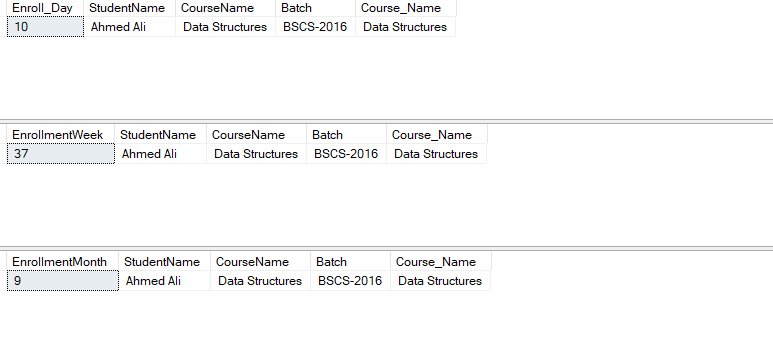 Enroll_Day StudentName CourseName Batch Course_Name
10 Ahmed Ali Data Structures BSCS-2016 Data Structures
EnrollmentWeek StudentName CourseName Batch Course_Name
37 Ahmed Ali Data Structures BSCS-2016 Data Structures
EnrollmentMonth StudentName CourseName Batch Course_Name
9 Ahmed Ali Data Structures BSCS-2016 Data Structures